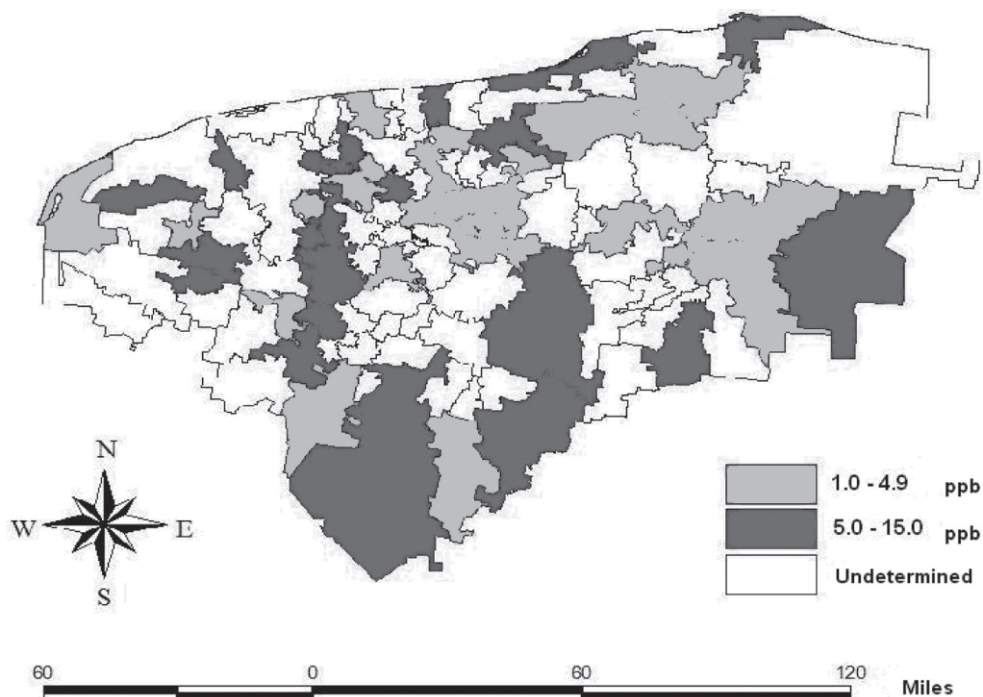 N
W E
S
1.0 - 4.9 ppb
5.0 - 15.0 ppb
Undetermined
60 0 60 120
Miles